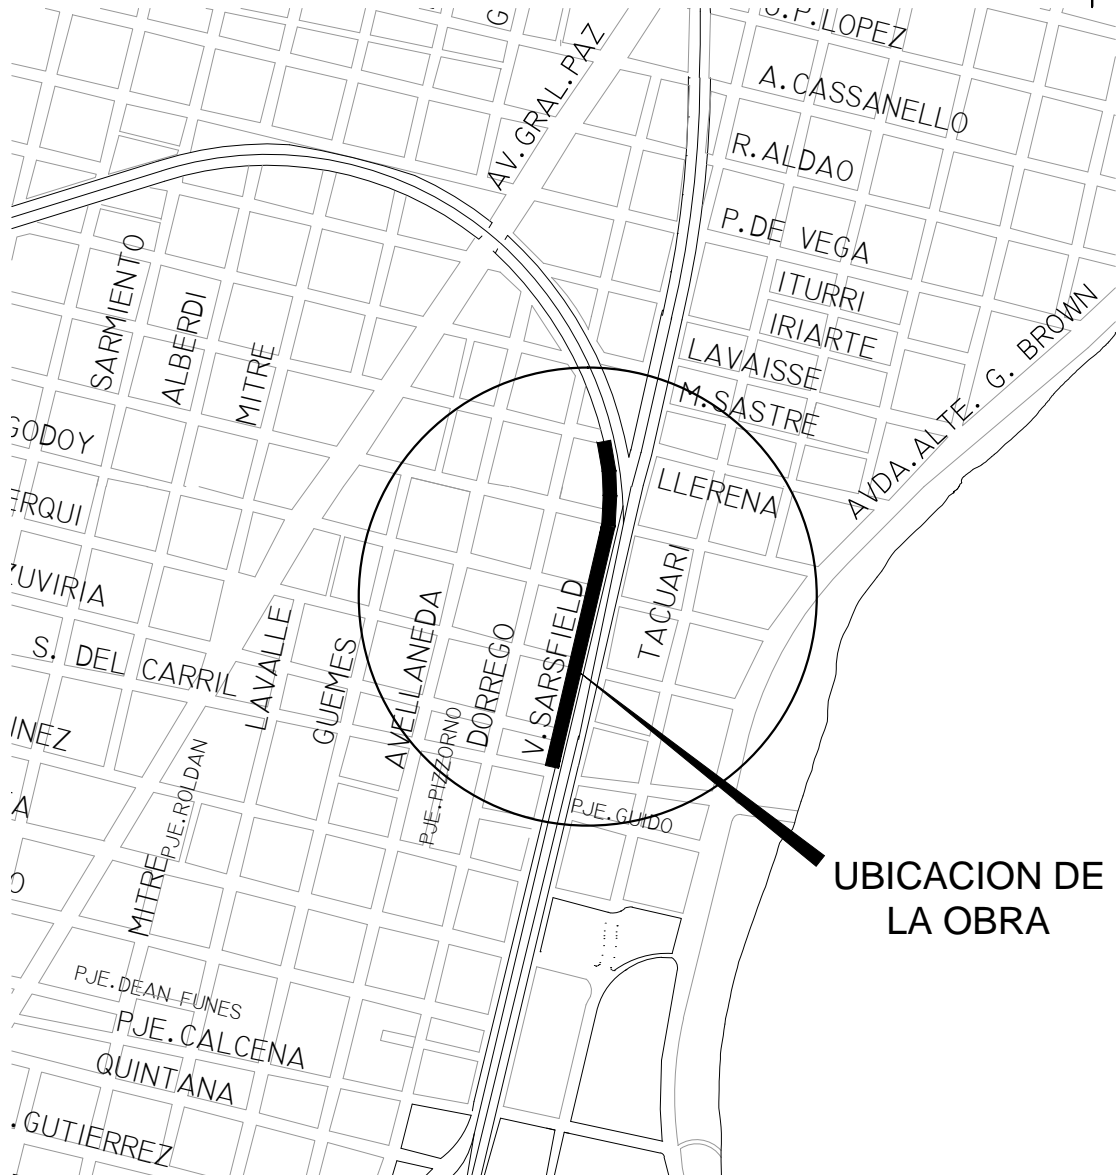 AV.GRAL.PAZ
A.CASSANELLO
R.ALDAO
P.DE VEGA
ITURRI
IRIARTE
LAVAISSE
M.SASTRE
AVDA.ALTE. G. BROWN
SARMIENTO
ALBERDI
MITRE
GODOY
LLERENA
ERQUI
ZUVIRIA
TACUARI
S. DEL CARRIL
LAVALLE
GUEMES
AVELLANEDA
DORREGO
V.SARSFIELD
INEZ
PJE.ROLDAN
PJE.PIZZORNO
PJE.GUIDO
MITRE
UBICACION DE
LA OBRA
PJE.DEAN FUNES
PJE.CALCENA
QUINTANA
.GUTIERREZ